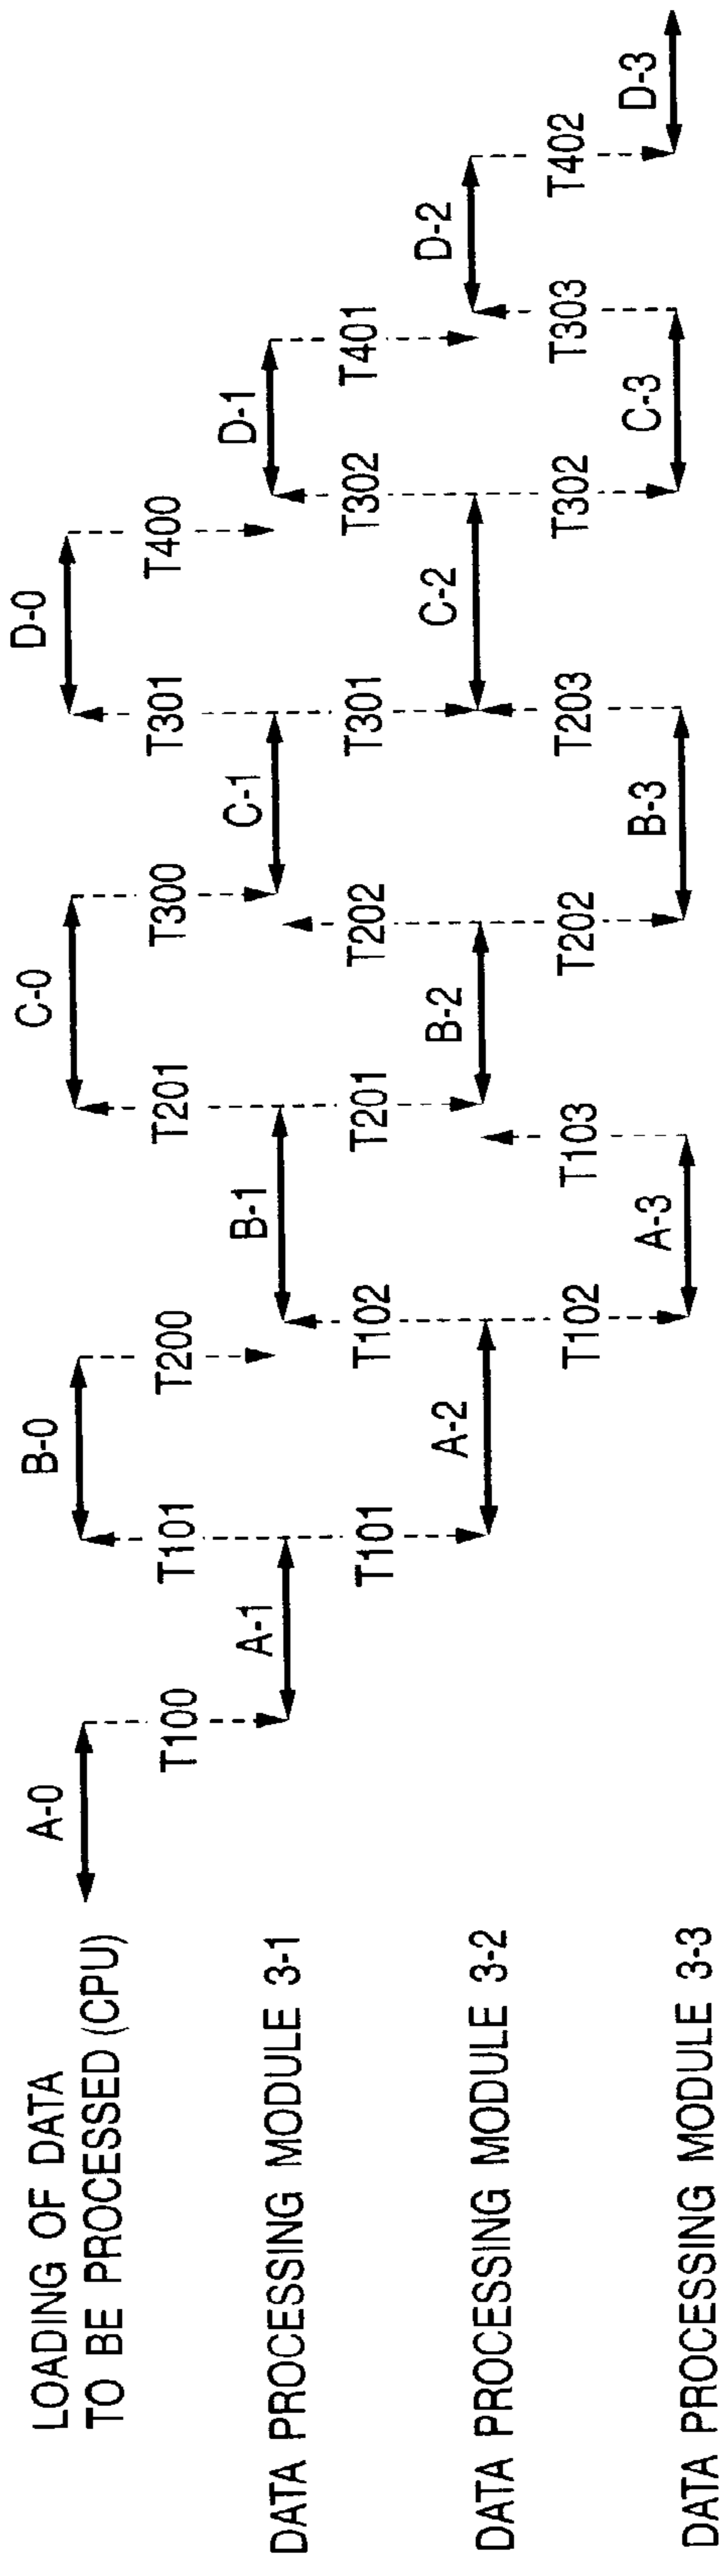 LOADING OF DATA
TO BE PROCESSED (CPU)
A-0
B-0
C-0
D-0
T100
T101
T200
T201
T300
T301
T400
DATA PROCESSING MODULE 3-1
A-1
B-1
C-1
D-1
T101
T102
T201
T202
T301
T302
T401
DATA PROCESSING MODULE 3-2
A-2
B-2
C-2
D-2
T102
T103
T202
T203
T302
T303
T402
DATA PROCESSING MODULE 3-3
A-3
B-3
C-3
D-3